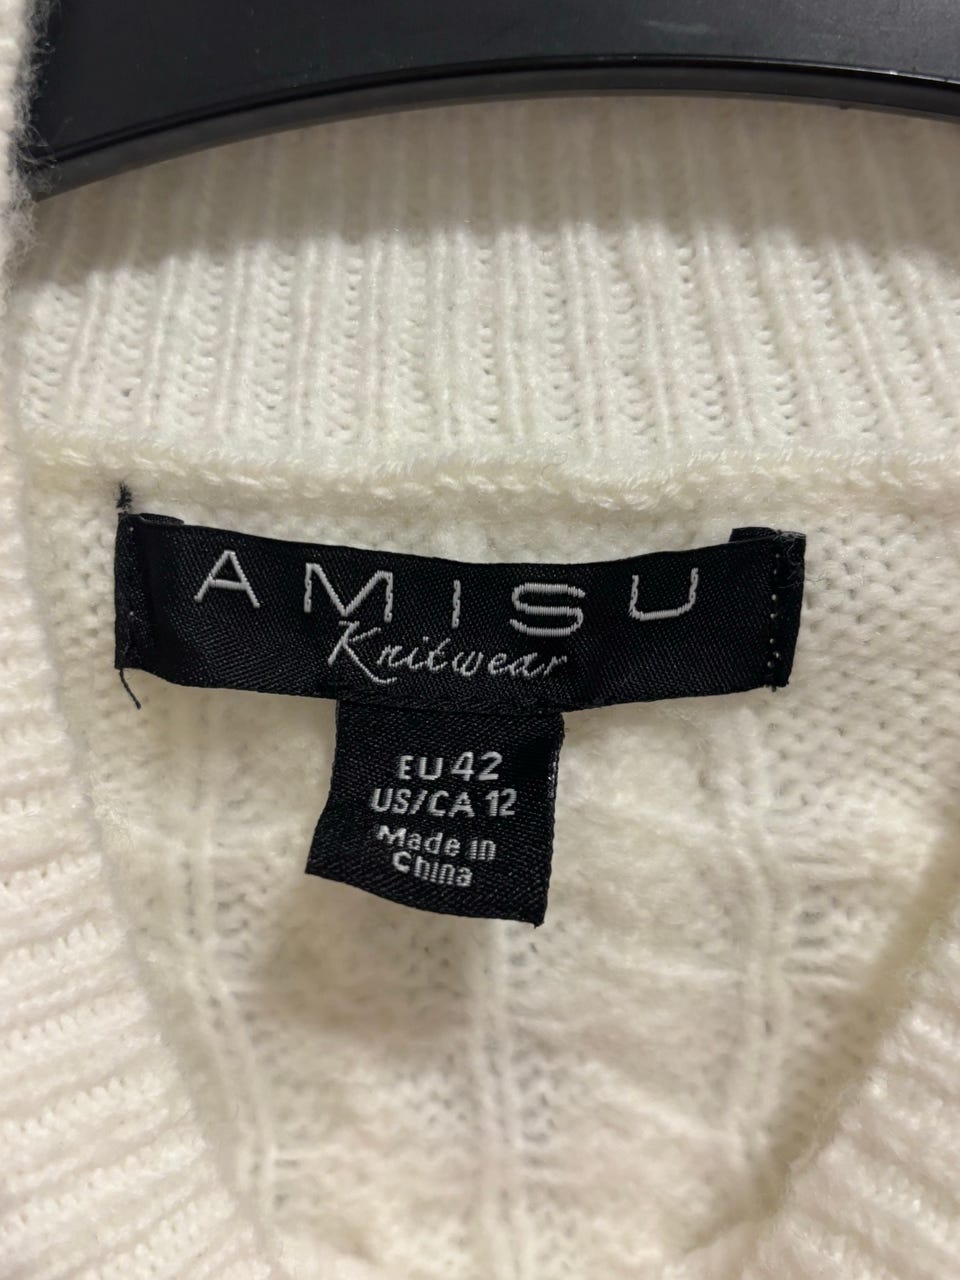 AMISU
Knitwear
EU 42
US/CA 12
Made in
China